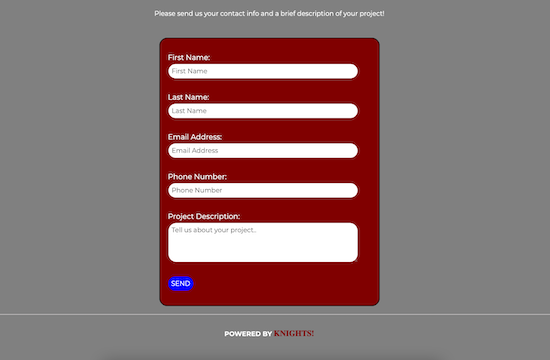 Please send us your contact info and a brief description of your project!
First Name:
First Name
Last Name:
Last Name
Email Address:
Email Address
Phone Number:
Phone Number
Project Description:
Tell us about your project..
SEND
POWERED BY KNIGHTS!